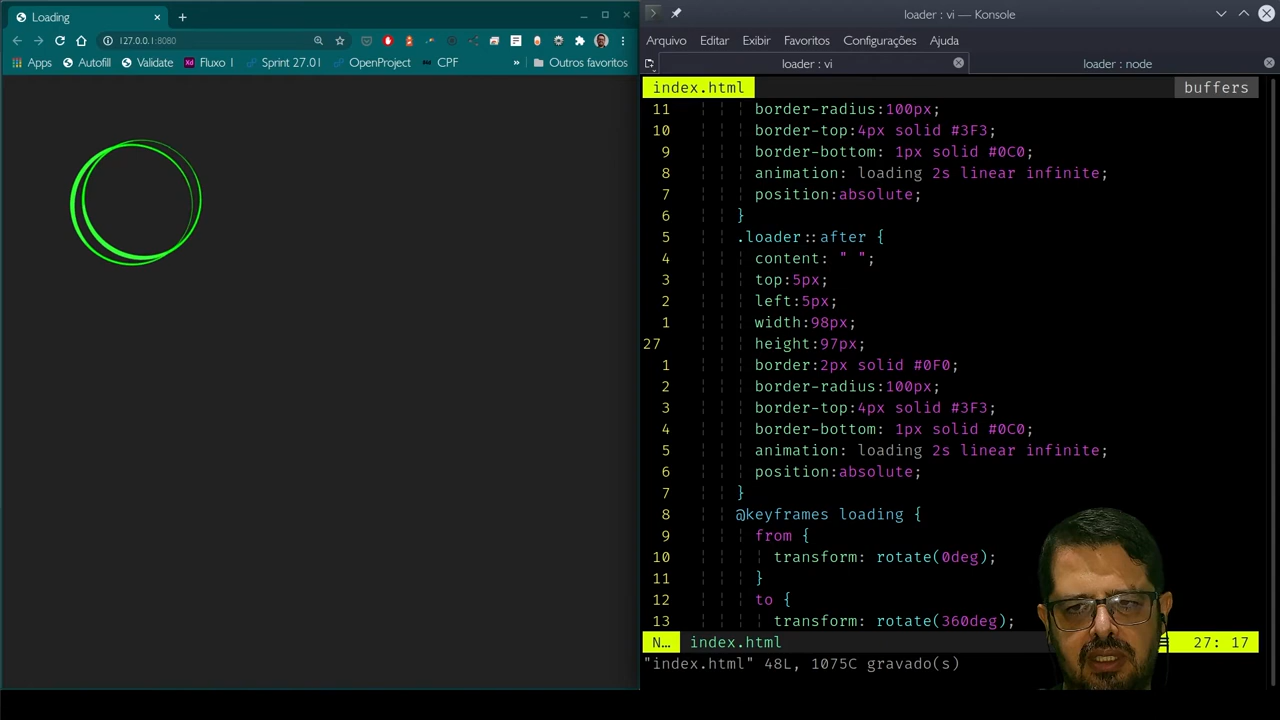 Loading
127.0.0.1:8080
Apps Autofill Validate Xd Fluxo 1 Sprint 27.01 OpenProject CPF » Outros favoritos
loader : vi — Konsole
Arquivo Editar Exibir Favoritos Configurações Ajuda
loader : vi loader : node
index.html buffers
11 border-radius:100px;
10 border-top:4px solid #3F3;
9 border-bottom: 1px solid #0C0;
8 animation: loading 2s linear infinite;
7 position:absolute;
6 }
5 .loader::after {
4 content: " ";
3 top:5px;
2 left:5px;
1 width:98px;
27 height:97px;
1 border:2px solid #0F0;
2 border-radius:100px;
3 border-top:4px solid #3F3;
4 border-bottom: 1px solid #0C0;
5 animation: loading 2s linear infinite;
6 position:absolute;
7 }
8 @keyframes loading {
9 from {
10 transform: rotate(0deg);
11 }
12 to {
13 transform: rotate(360deg);
N… index.html 27: 17
"index.html" 48L, 1075C gravado(s)